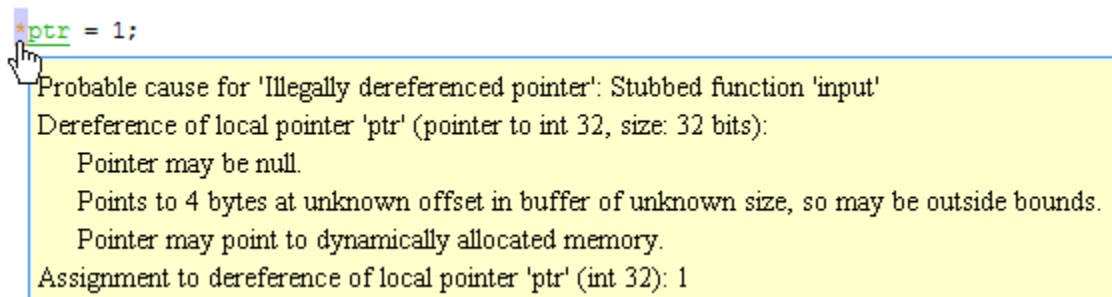 *ptr = 1;
Probable cause for 'Illegally dereferenced pointer': Stubbed function 'input'
Dereference of local pointer 'ptr' (pointer to int 32, size: 32 bits):
Pointer may be null.
Points to 4 bytes at unknown offset in buffer of unknown size, so may be outside bounds.
Pointer may point to dynamically allocated memory.
Assignment to dereference of local pointer 'ptr' (int 32): 1